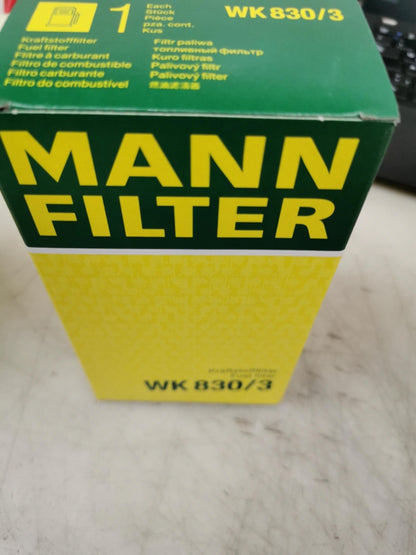 1
Each
Stück
Pièce
pza. cont.
Kus
WK 830/3
Kraftstofffilter
Fuel filter
Filtre à carburant
Filtro de combustible
Filtro carburante
Filtro de combustível
Filtr paliwa
топливный фильтр
Kuro filtras
Palivový filtr
Palivový filter
燃油滤清器
MANN
FILTER
Kraftstofffilter
Fuel filter
WK 830/3